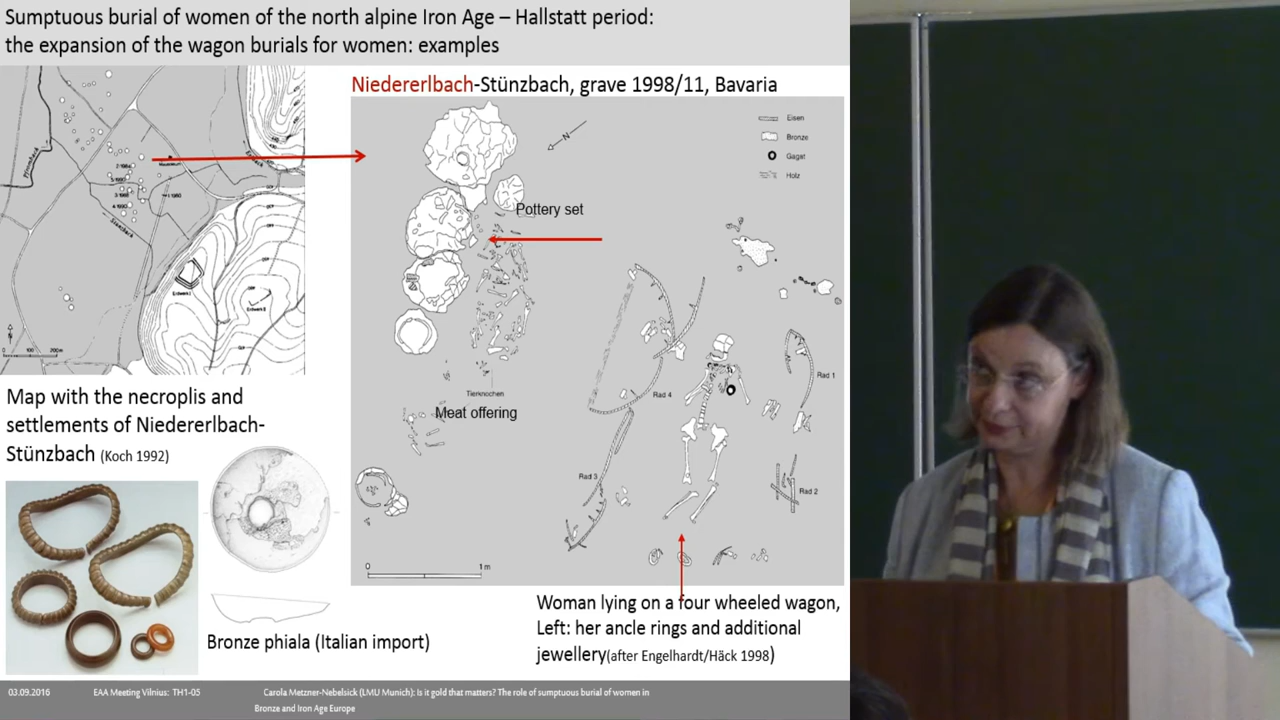 Sumptuous burial of women of the north alpine Iron Age – Hallstatt period:
the expansion of the wagon burials for women: examples
Niedererlbach-Stünzbach, grave 1998/11, Bavaria
Eisen
Bronze
Gagat
Holz
Pottery set
Tierknochen
Meat offering
Rad 4
Rad 1
Rad 3
Rad 2
0
1 m
Map with the necroplis and
settlements of Niedererlbach-
Stünzbach (Koch 1992)
Bronze phiala (Italian import)
Woman lying on a four wheeled wagon,
Left: her ancle rings and additional
jewellery(after Engelhardt/Häck 1998)
03.09.2016
EAA Meeting Vilnius: TH1-05
Carola Metzner-Nebelsick (LMU Munich): Is it gold that matters? The role of sumptuous burial of women in
Bronze and Iron Age Europe